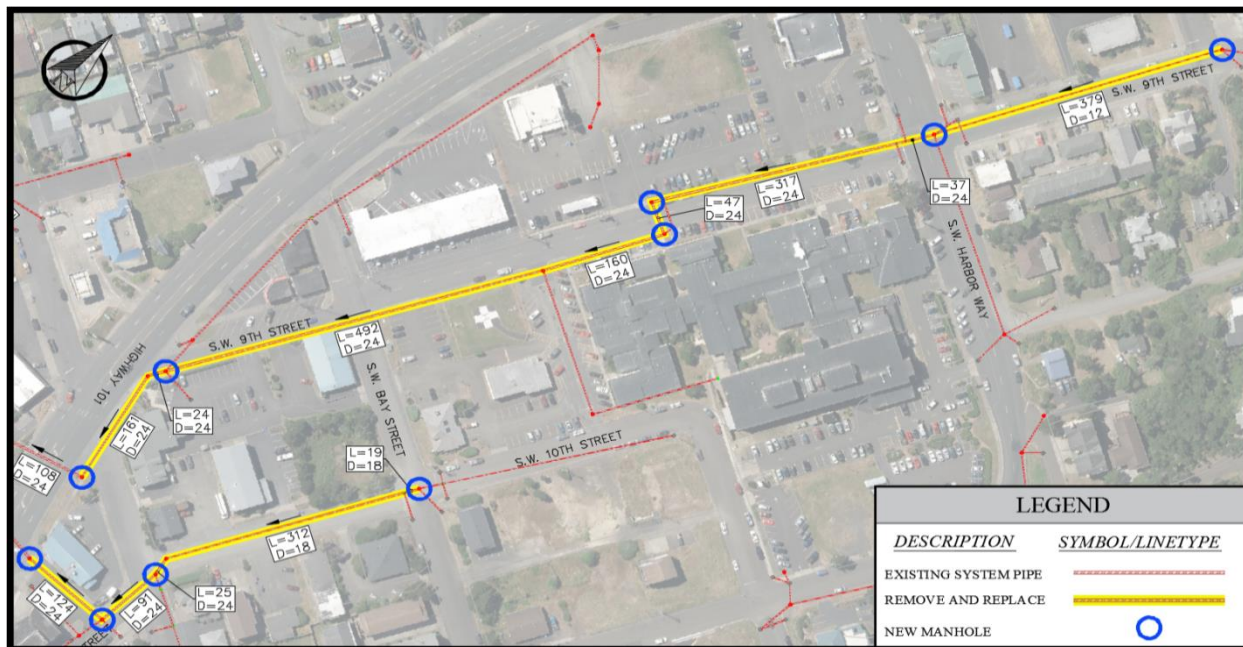 S.W. 9TH STREET
L=379
D=12
L=317
D=24
L=37
D=24
L=47
D=24
L=160
D=24
S.W. HARBOR WAY
S.W. 9TH STREET
L=492
D=24
HIGHWAY 101
L=24
D=24
L=161
D=24
L=108
D=24
S.W. BAY STREET
L=19
D=18
S.W. 10TH STREET
L=312
D=18
L=25
D=24
L=91
D=24
L=124
D=24
STREET
LEGEND
DESCRIPTION SYMBOL/LINETYPE
EXISTING SYSTEM PIPE
REMOVE AND REPLACE
NEW MANHOLE